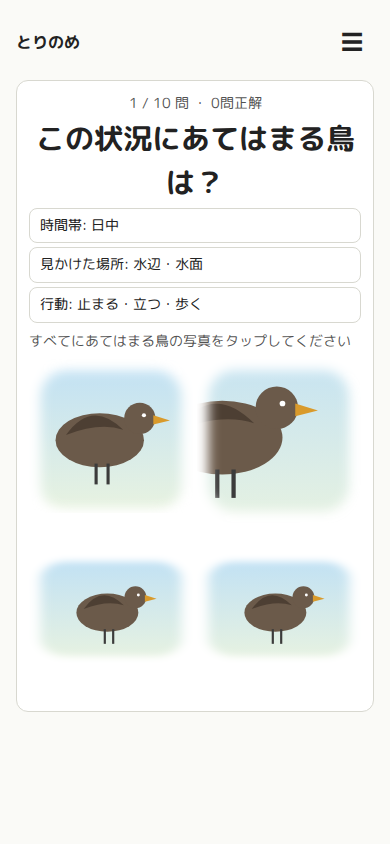 とりのめ
1 / 10 問 · 0問正解
この状況にあてはまる鳥
は？
時間帯: 日中
見かけた場所: 水辺・水面
行動: 止まる・立つ・歩く
すべてにあてはまる鳥の写真をタップしてください